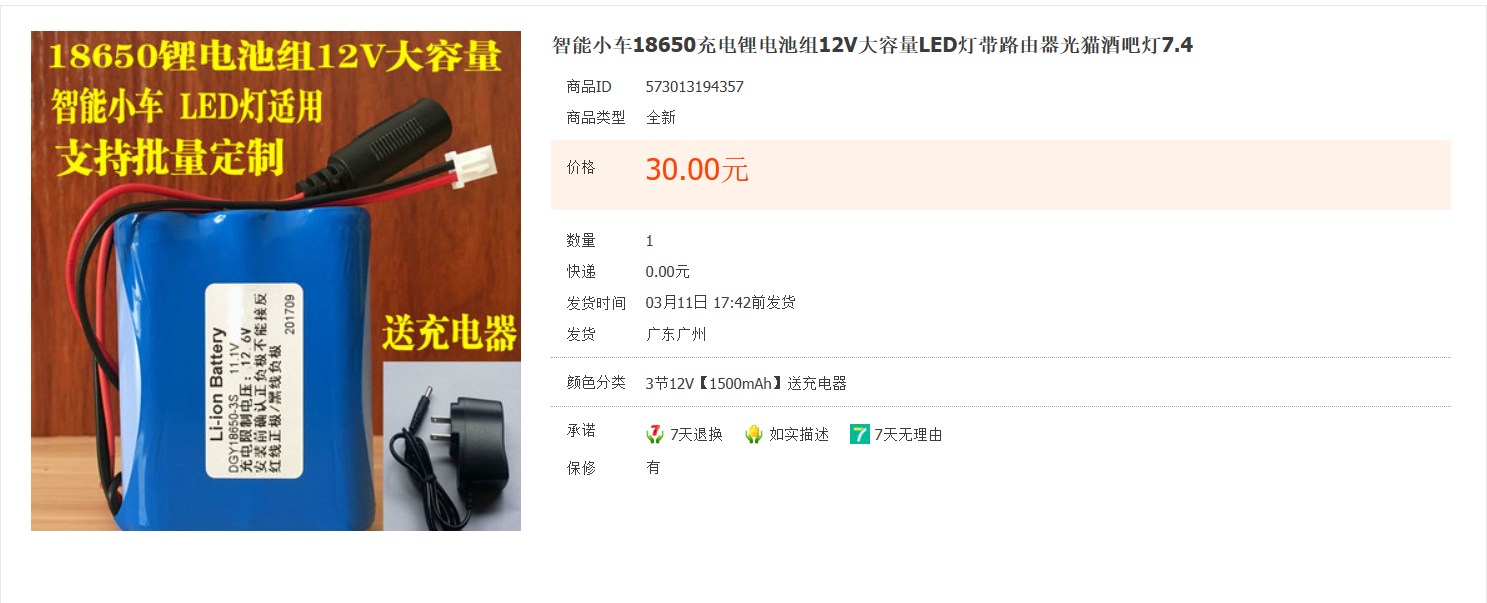 18650锂电池组12V大容量
智能小车 LED灯适用
支持批量定制
送充电器
Li-ion Battery
DGY18650-3S 11.1V
充电限制电压：12.6V
安装前确认正负极不能接反
红线正极/黑线负极
201709
智能小车18650充电锂电池组12V大容量LED灯带路由器光猫酒吧灯7.4
商品ID 573013194357
商品类型 全新
价格 30.00元
数量 1
快递 0.00元
发货时间 03月11日 17:42前发货
发货 广东广州
颜色分类 3节12V【1500mAh】送充电器
承诺 7 7天退换 如实描述 7 7天无理由
保修 有